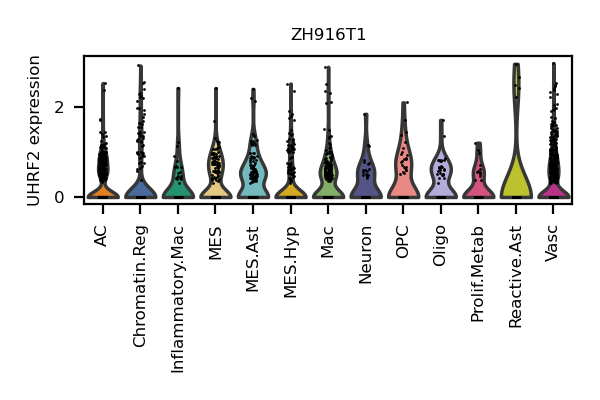 ZH916T1
UHRF2 expression
2
0
AC
Chromatin.Reg
Inflammatory.Mac
MES
MES.Ast
MES.Hyp
Mac
Neuron
OPC
Oligo
Prolif.Metab
Reactive.Ast
Vasc